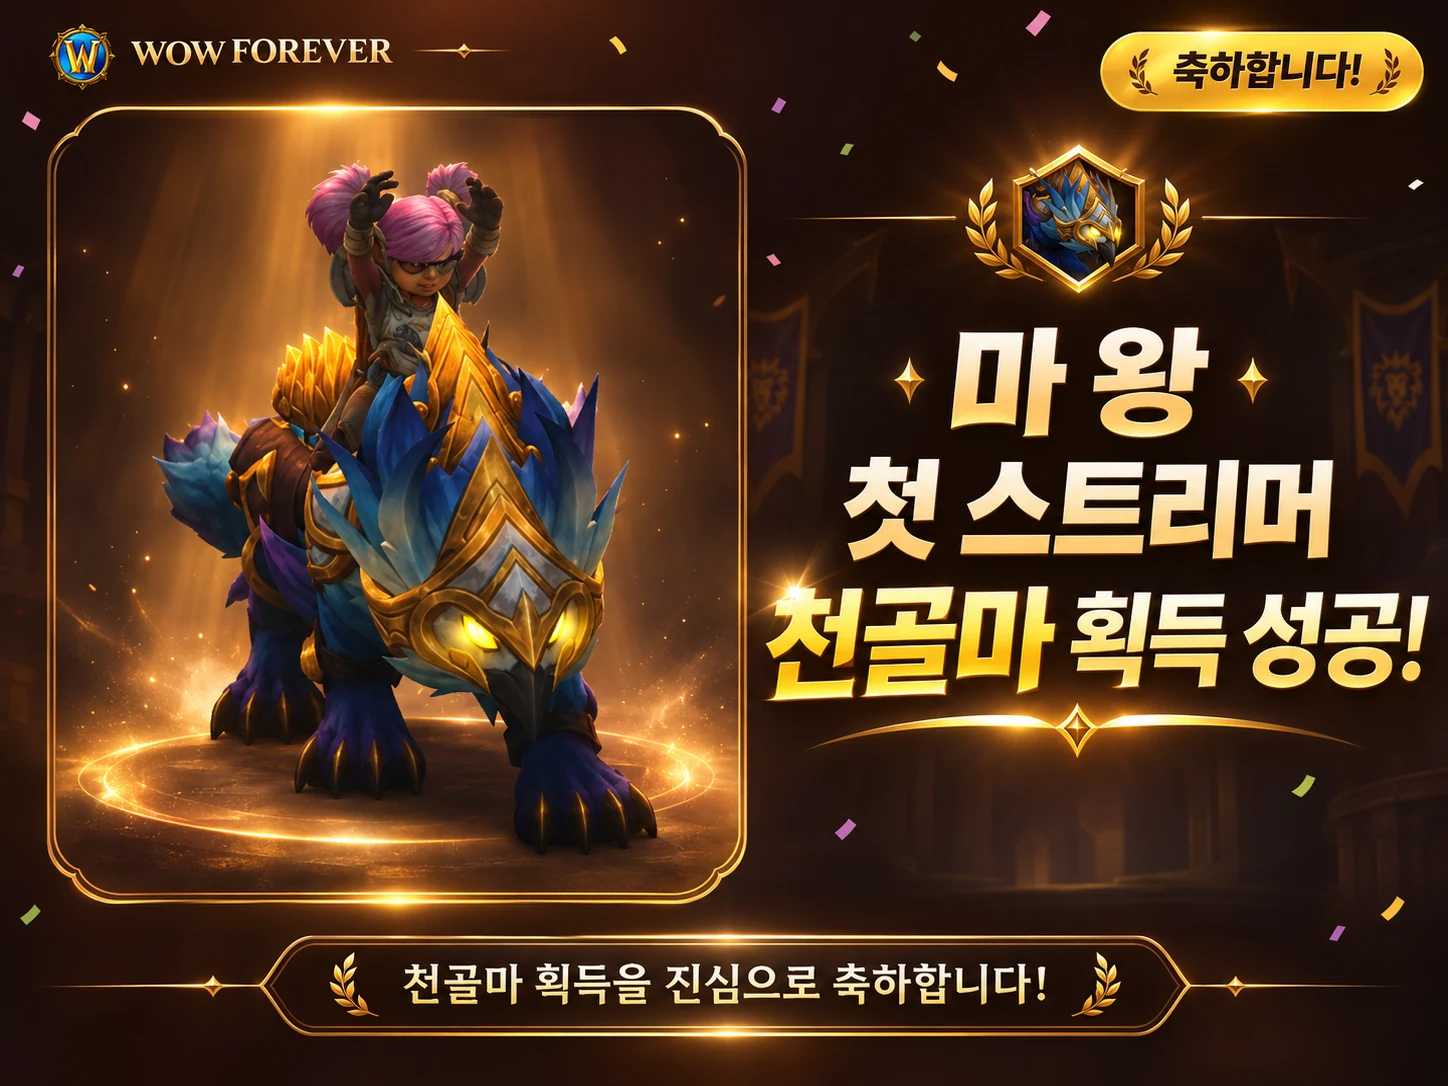 WOW FOREVER
축하합니다!
마 왕
첫 스트리머
천골마 획득 성공!
천골마 획득을 진심으로 축하합니다!